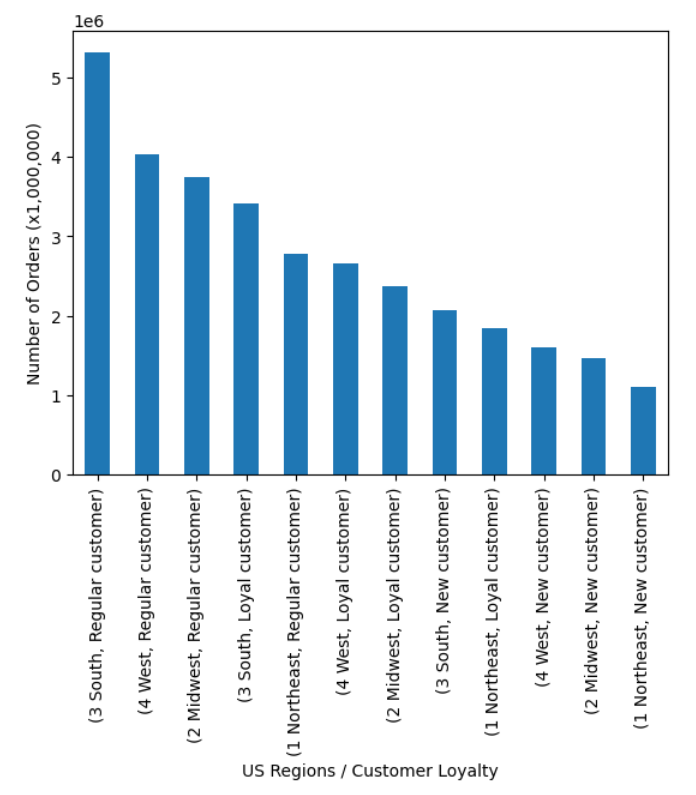 1e6
Number of Orders (x1,000,000)
5
4
3
2
1
0
(3 South, Regular customer)
(4 West, Regular customer)
(2 Midwest, Regular customer)
(3 South, Loyal customer)
(1 Northeast, Regular customer)
(4 West, Loyal customer)
(2 Midwest, Loyal customer)
(3 South, New customer)
(1 Northeast, Loyal customer)
(4 West, New customer)
(2 Midwest, New customer)
(1 Northeast, New customer)
US Regions / Customer Loyalty